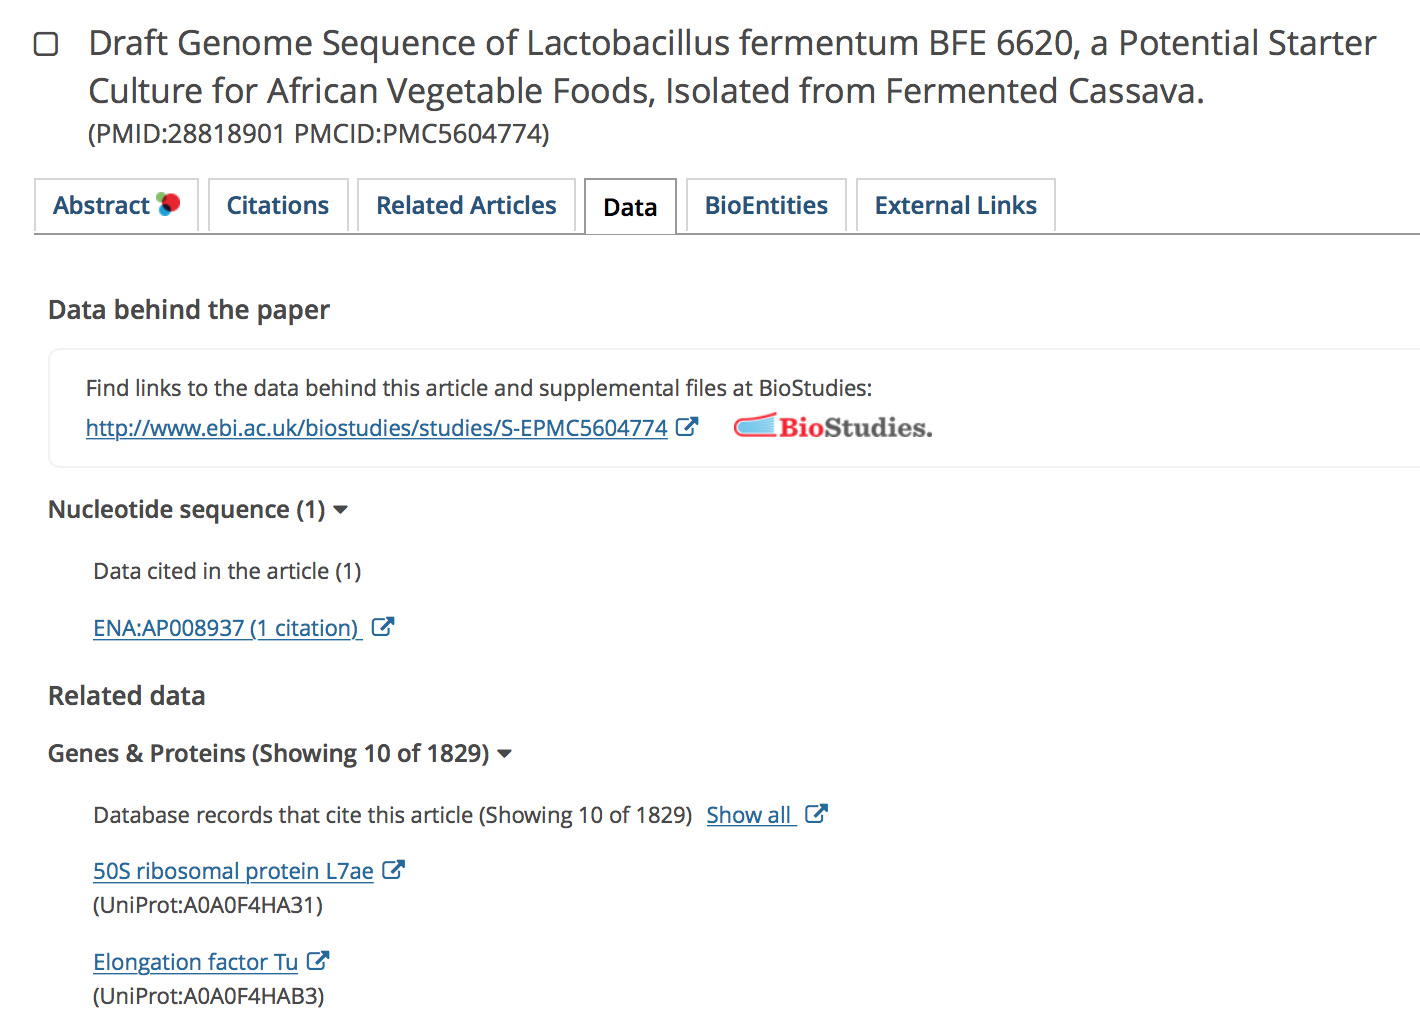 Draft Genome Sequence of Lactobacillus fermentum BFE 6620, a Potential Starter
Culture for African Vegetable Foods, Isolated from Fermented Cassava.
(PMID:28818901 PMCID:PMC5604774)
Abstract Citations Related Articles Data BioEntities External Links
Data behind the paper
Find links to the data behind this article and supplemental files at BioStudies:
http://www.ebi.ac.uk/biostudies/studies/S-EPMC5604774 BioStudies.
Nucleotide sequence (1)
Data cited in the article (1)
ENA:AP008937 (1 citation)
Related data
Genes & Proteins (Showing 10 of 1829)
Database records that cite this article (Showing 10 of 1829) Show all
50S ribosomal protein L7ae
(UniProt:A0A0F4HA31)
Elongation factor Tu
(UniProt:A0A0F4HAB3)